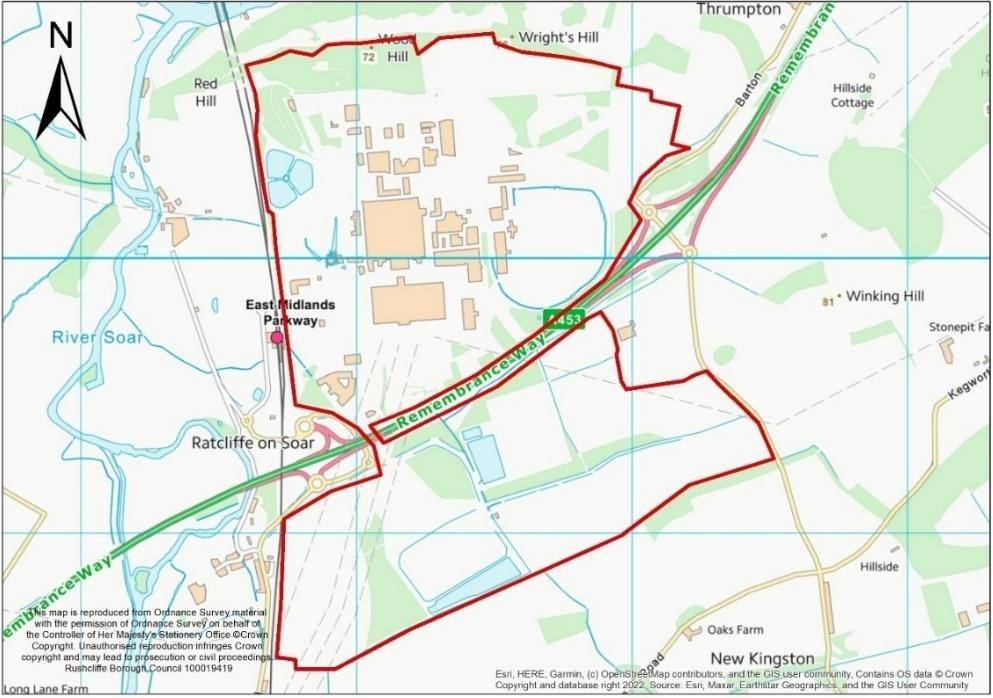 Thrumpton
N
Wood
Hill
72
Wright's Hill
Red
Hill
Barton
Remembran
Hillside
Cottage
East Midlands
Parkway
River Soar
A453
Remembrance Way
81
Winking Hill
Stonepit Fa
Kegwort
Ratcliffe on Soar
embrance Way
Hillside
Oaks Farm
New Kingston
oad
Long Lane Farm
This map is reproduced from Ordnance Survey material
with the permission of Ordnance Survey on behalf of
the Controller of Her Majesty's Stationery Office ©Crown
Copyright. Unauthorised reproduction infringes Crown
copyright and may lead to prosecution or civil proceedings
Rushcliffe Borough Council 100019419
Esri, HERE, Garmin, (c) OpenStreetMap contributors, and the GIS user community, Contains OS data © Crown
Copyright and database right 2022, Source: Esri, Maxar, Earthstar Geographics, and the GIS User Community